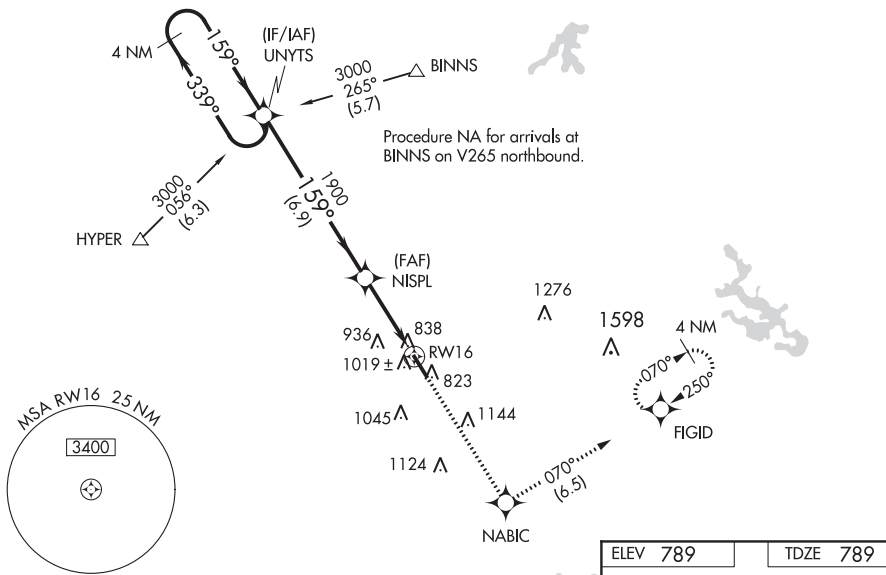 (IF/IAF)
UNYTS
4 NM
159°
339°
3000
265°
(5.7)
BINNS
Procedure NA for arrivals at
BINNS on V265 northbound.
3000
056°
(6.3)
HYPER
1900
159°
(6.9)
(FAF)
NISPL
1276
1598
4 NM
936
838
RW16
1019 ±
823
070°
250°
FIGID
MSA RW16 25 NM
3400
1045
1144
1124
070°
(6.5)
NABIC
ELEV 789
TDZE 789